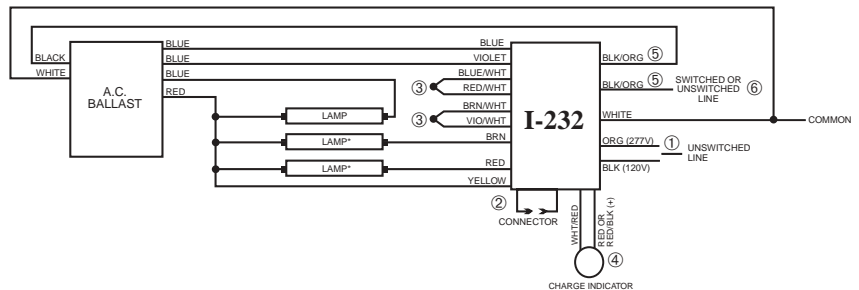 BLACK
WHITE
A.C.
BALLAST
BLUE
BLUE
BLUE
RED
BLUE
VIOLET
BLUE/WHT
③
RED/WHT
BRN/WHT
③
VIO/WHT
LAMP
LAMP*
BRN
LAMP*
RED
YELLOW
I-232
BLK/ORG ⑤
BLK/ORG ⑤
SWITCHED OR
UNSWITCHED ⑥
LINE
WHITE
COMMON
ORG (277V) ①
UNSWITCHED
LINE
BLK (120V)
②
CONNECTOR
WHT/RED
RED OR
RED/BLK (+)
④
CHARGE INDICATOR